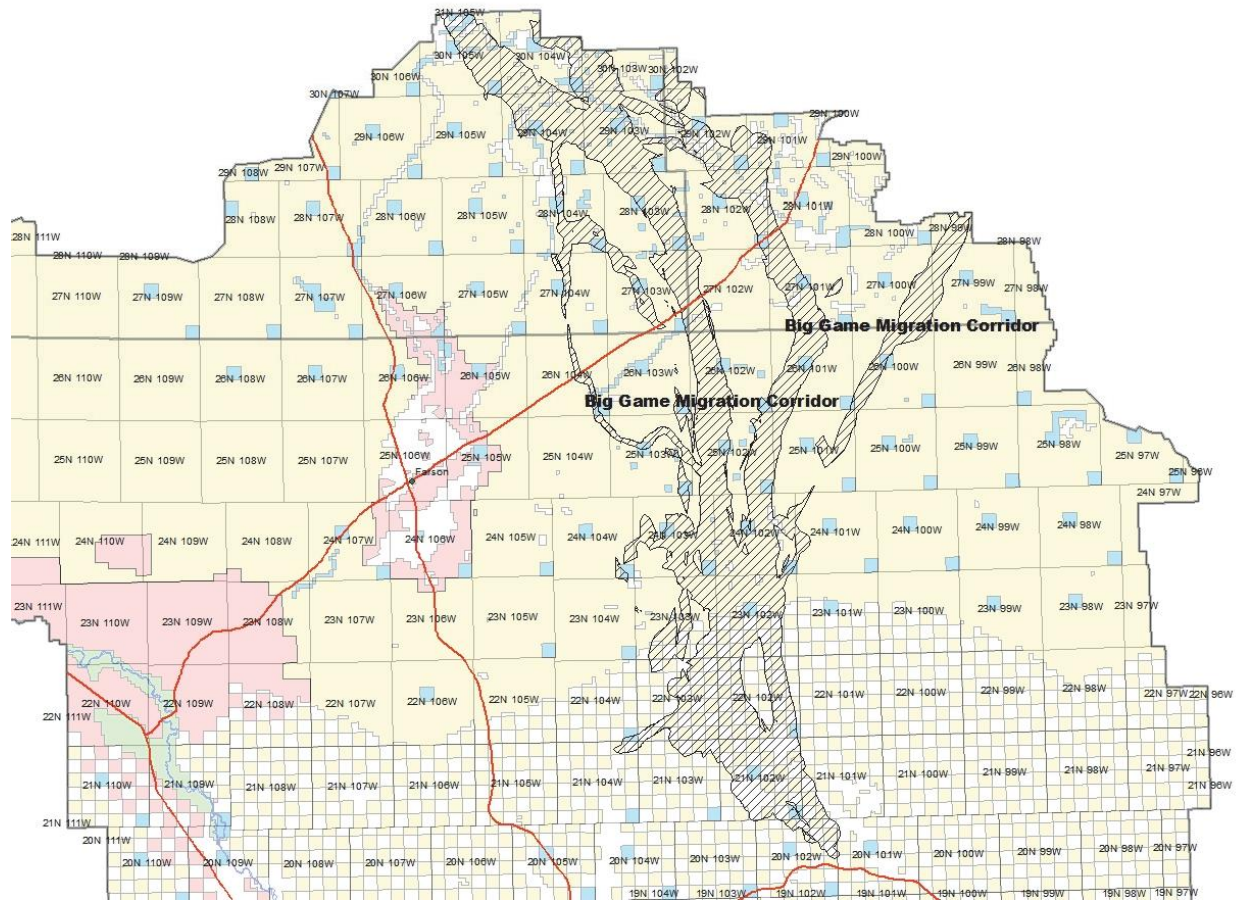 31N 105W
30N 105W
30N 104W
30N 103W
30N 102W
30N 106W
30N 107W
29N 100W
29N 106W
29N 105W
29N 104W
29N 103W
29N 102W
29N 101W
29N 100W
29N 108W
29N 107W
28N 108W
28N 107W
28N 106W
28N 105W
28N 104W
28N 103W
28N 102W
28N 101W
28N 100W
28N 99W
28N 98W
28N 111W
28N 110W
28N 109W
27N 110W
27N 109W
27N 108W
27N 107W
27N 106W
27N 105W
27N 104W
27N 103W
27N 102W
27N 101W
27N 100W
27N 99W
27N 98W
Big Game Migration Corridor
26N 110W
26N 109W
26N 108W
26N 107W
26N 106W
26N 105W
26N 104W
26N 103W
26N 102W
26N 101W
26N 100W
26N 99W
26N 98W
Big Game Migration Corridor
25N 110W
25N 109W
25N 108W
25N 107W
25N 106W
25N 105W
25N 104W
25N 103W
25N 102W
25N 101W
25N 100W
25N 99W
25N 98W
25N 97W
25N 96W
Farson
24N 97W
24N 111W
24N 110W
24N 109W
24N 108W
24N 107W
24N 106W
24N 105W
24N 104W
24N 103W
24N 102W
24N 101W
24N 100W
24N 99W
24N 98W
23N 111W
23N 110W
23N 109W
23N 108W
23N 107W
23N 106W
23N 105W
23N 104W
23N 103W
23N 102W
23N 101W
23N 100W
23N 99W
23N 98W
23N 97W
22N 111W
22N 110W
22N 109W
22N 108W
22N 107W
22N 106W
22N 105W
22N 104W
22N 103W
22N 102W
22N 101W
22N 100W
22N 99W
22N 98W
22N 97W
22N 96W
21N 96W
21N 110W
21N 109W
21N 108W
21N 107W
21N 106W
21N 105W
21N 104W
21N 103W
21N 102W
21N 101W
21N 100W
21N 99W
21N 98W
21N 97W
21N 96W
21N 111W
20N 111W
20N 110W
20N 109W
20N 108W
20N 107W
20N 106W
20N 105W
20N 104W
20N 103W
20N 102W
20N 101W
20N 100W
20N 99W
20N 98W
20N 97W
19N 104W
19N 103W
19N 102W
19N 101W
19N 100W
19N 99W
19N 98W
19N 97W